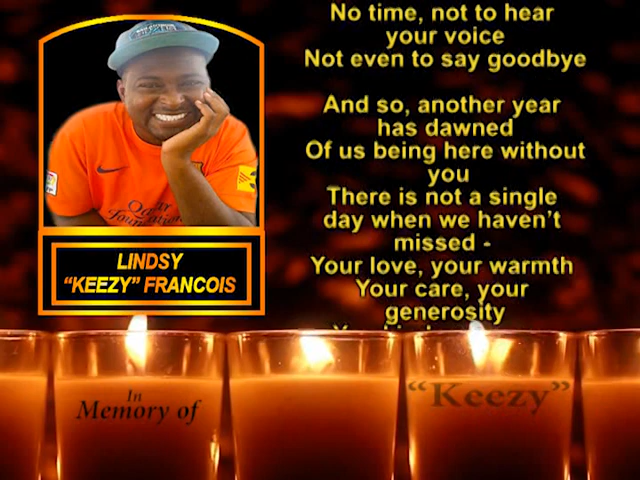 No time, not to hear
your voice
Not even to say goodbye
And so, another year
has dawned
Of us being here without
you
There is not a single
day when we haven't
missed -
Your love, your warmth
Your care, your
generosity
Qatar
Foundation
LINDSY
“KEEZY” FRANCOIS
In
Memory of
“Keezy”